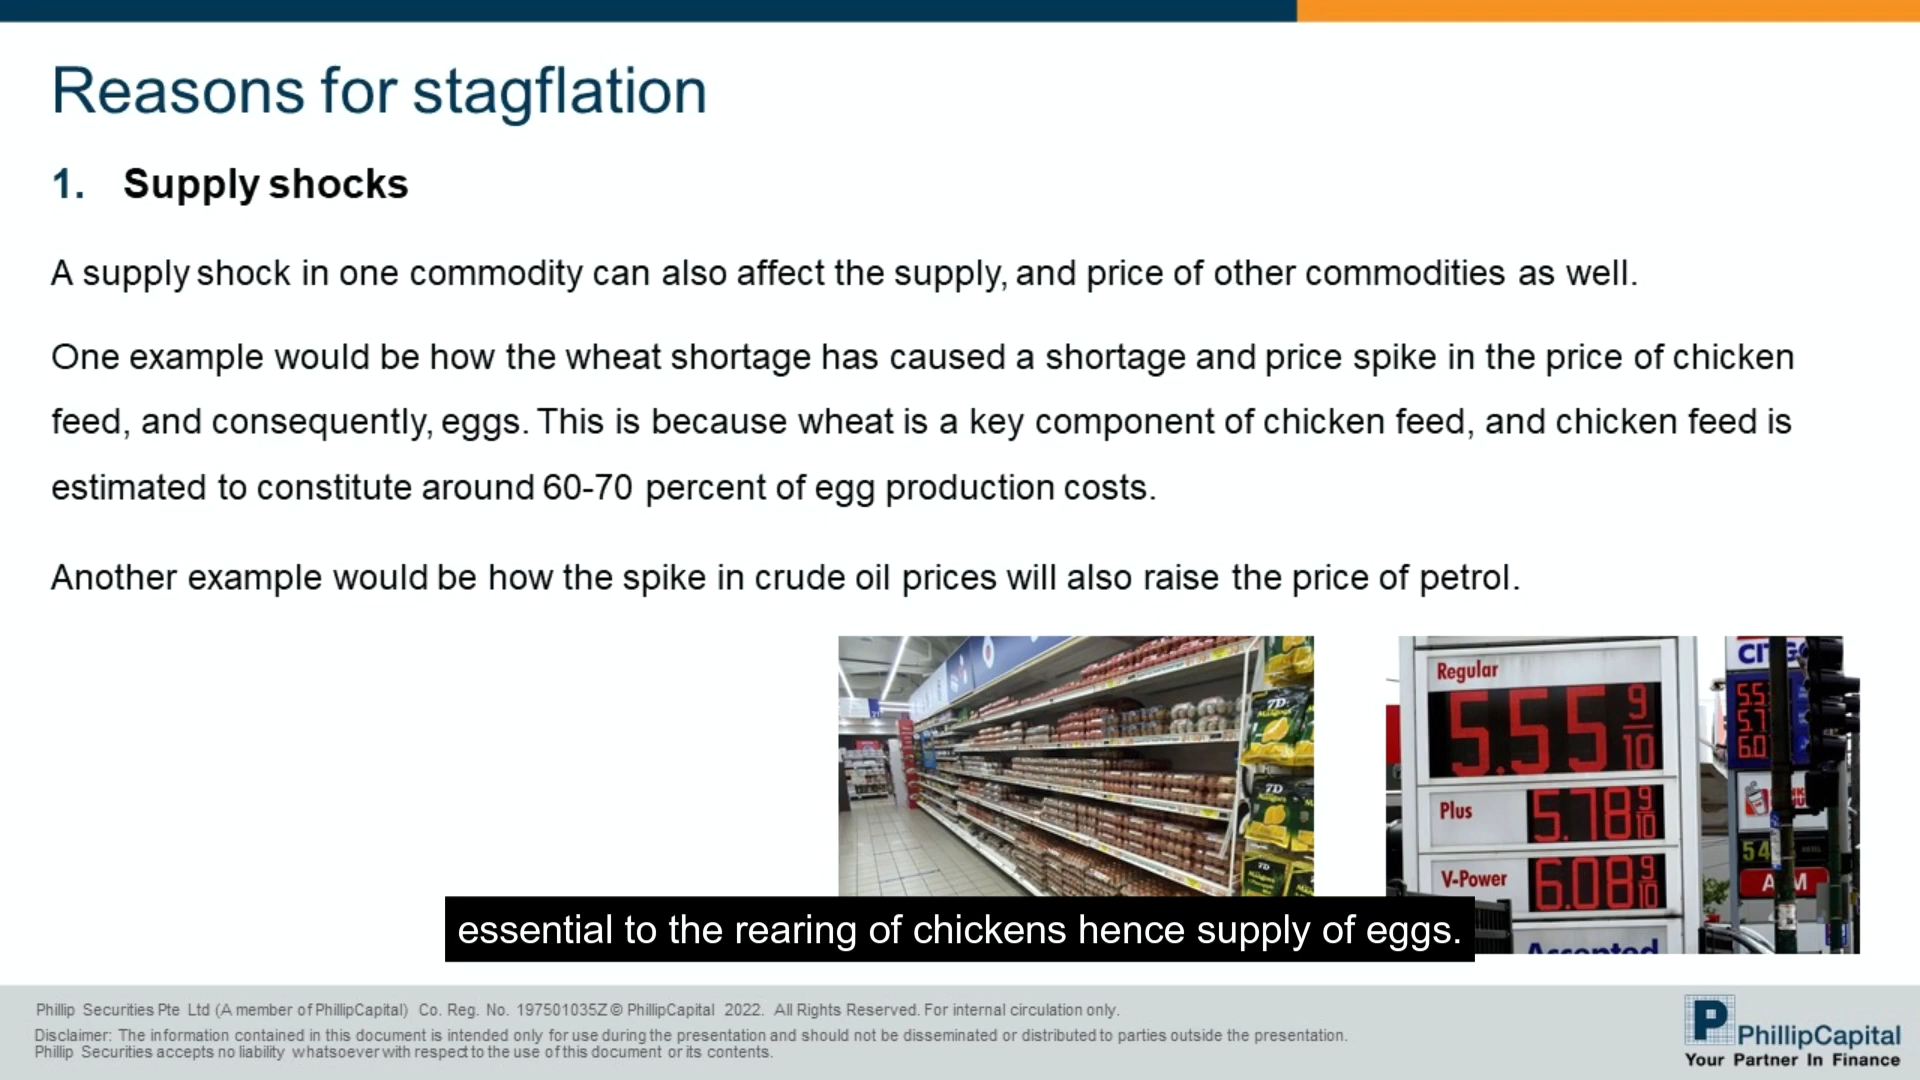 Reasons for stagflation
1. Supply shocks
A supply shock in one commodity can also affect the supply, and price of other commodities as well.
One example would be how the wheat shortage has caused a shortage and price spike in the price of chicken
feed, and consequently, eggs. This is because wheat is a key component of chicken feed, and chicken feed is
estimated to constitute around 60-70 percent of egg production costs.
Another example would be how the spike in crude oil prices will also raise the price of petrol.
Regular
5.55 9/10
Plus
5.78 9/10
V-Power
6.08 9/10
7D
7D
7D
essential to the rearing of chickens hence supply of eggs.
Phillip Securities Pte Ltd (A member of PhillipCapital) Co. Reg. No. 197501035Z © PhillipCapital 2022. All Rights Reserved. For internal circulation only.
Disclaimer: The information contained in this document is intended only for use during the presentation and should not be disseminated or distributed to parties outside the presentation.
Phillip Securities accepts no liability whatsoever with respect to the use of this document or its contents.
PhillipCapital
Your Partner In Finance